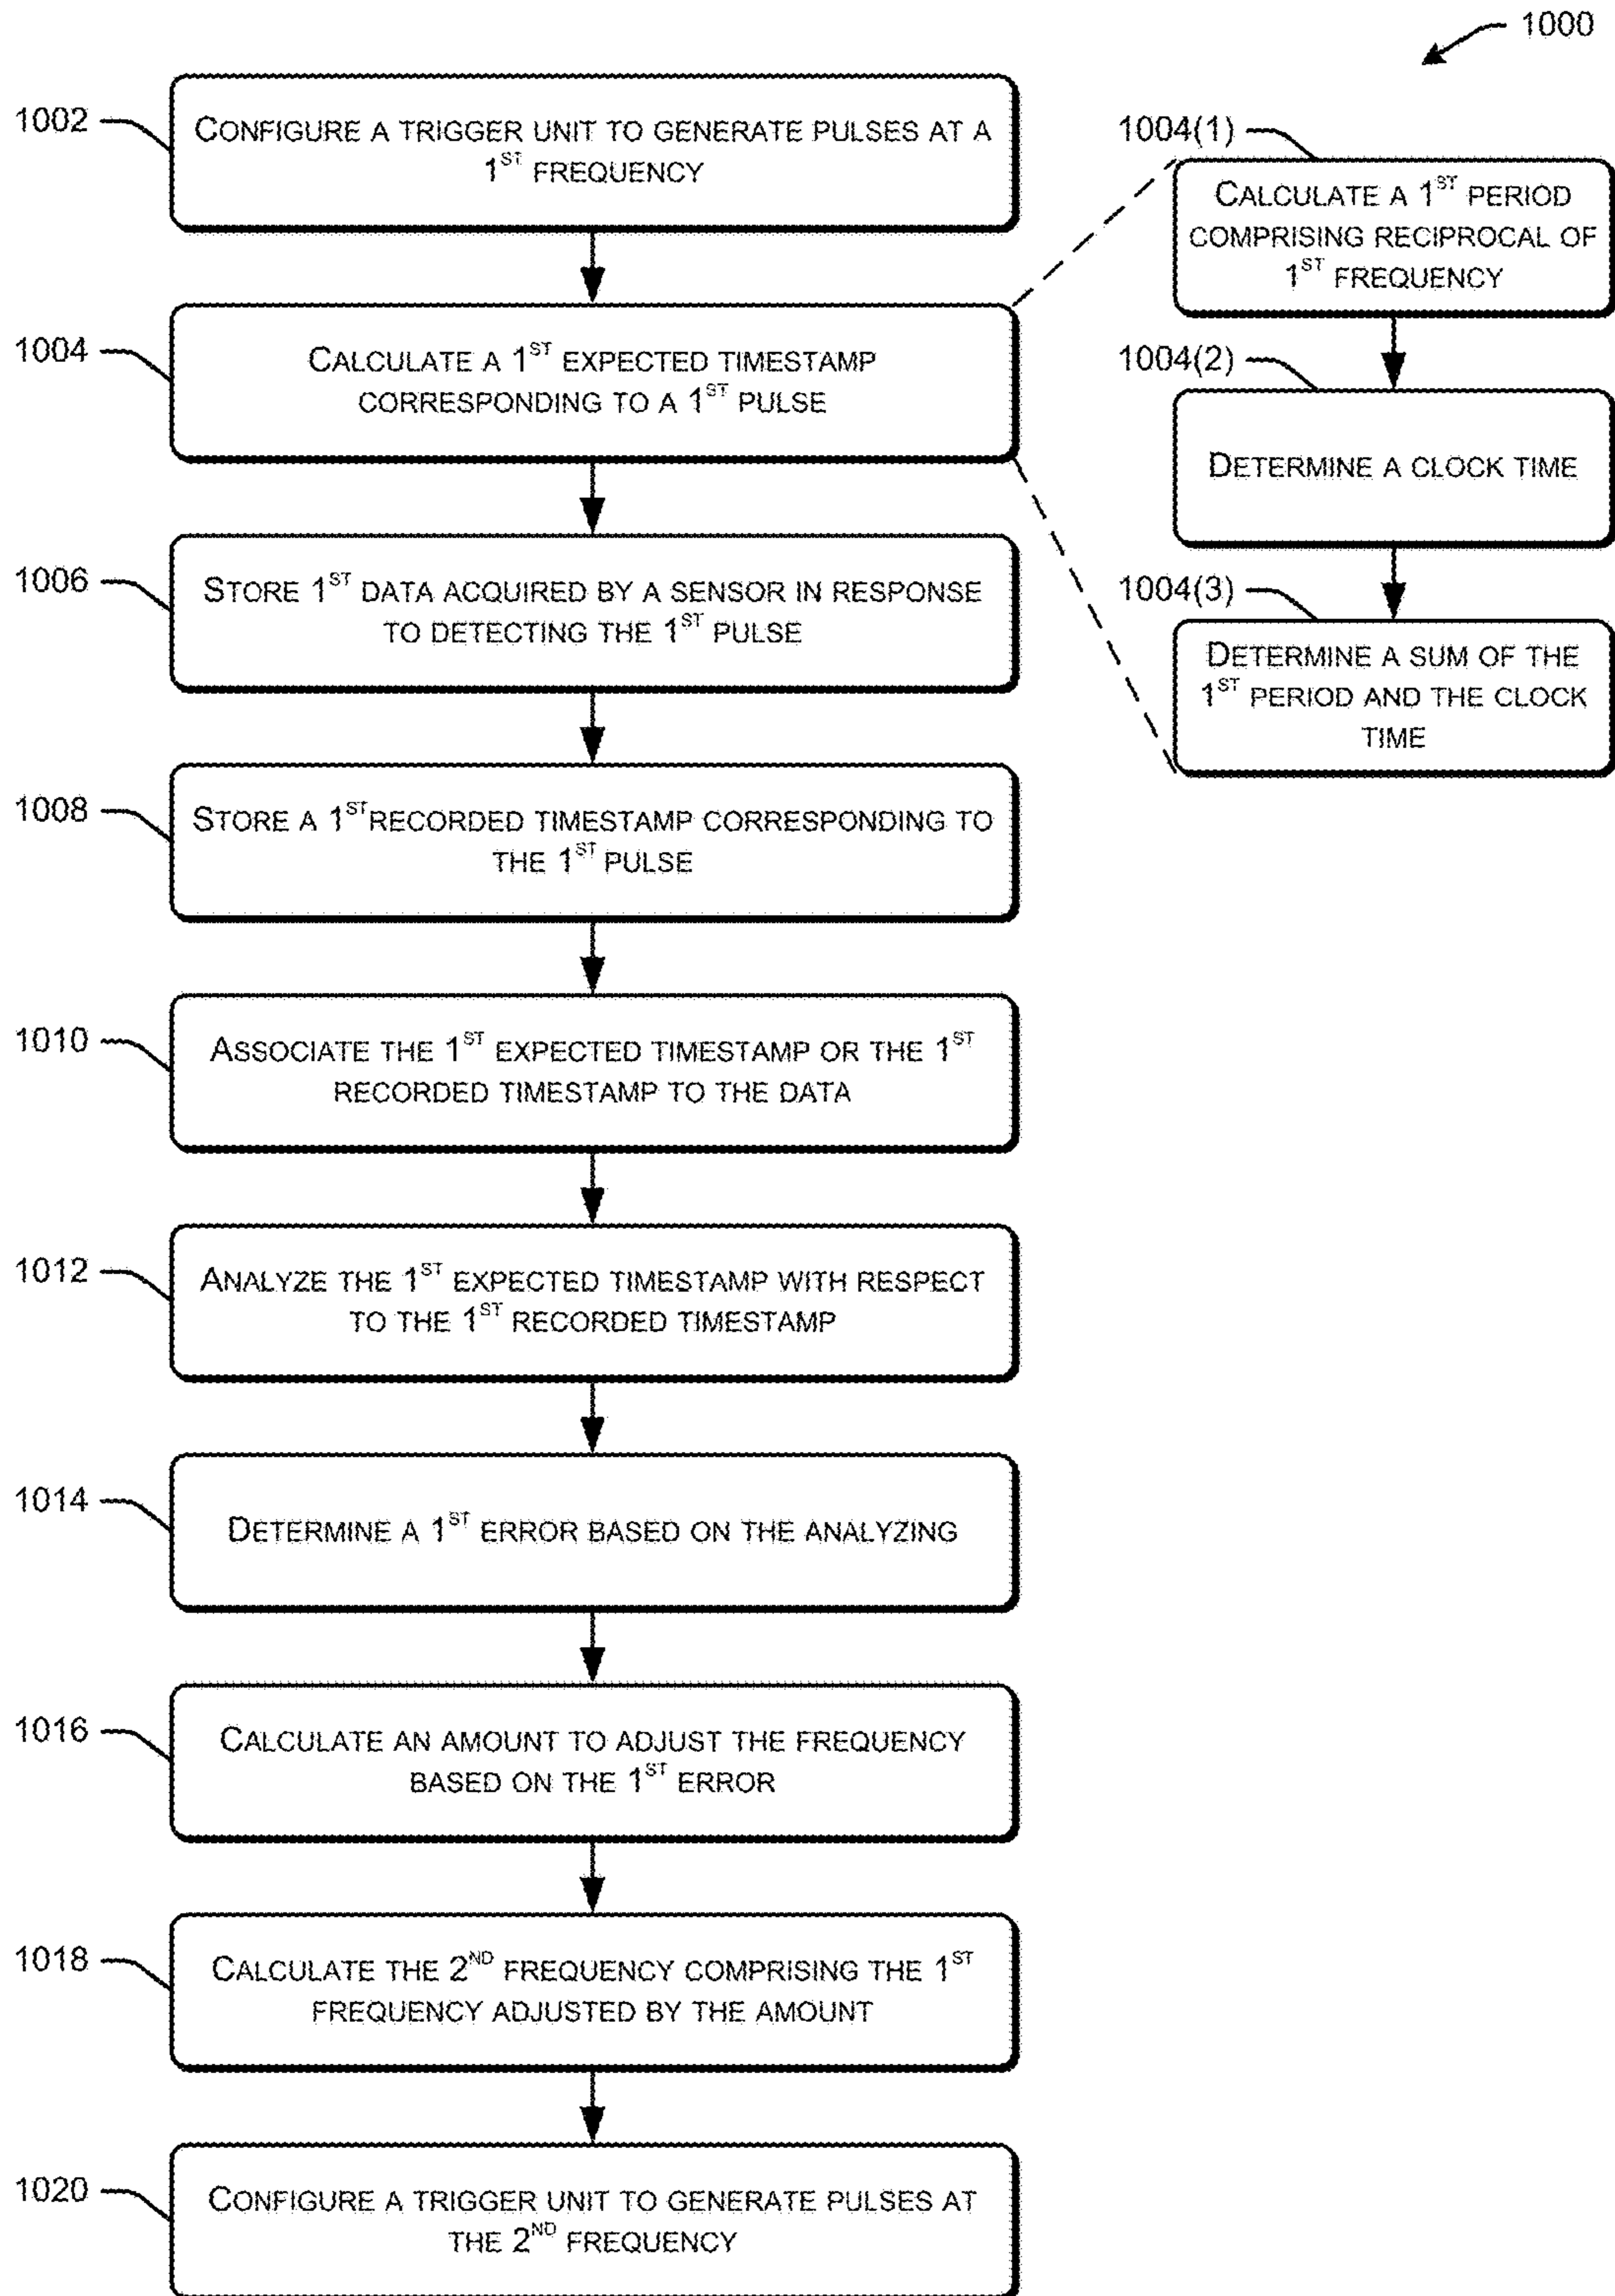 1000
1002
CONFIGURE A TRIGGER UNIT TO GENERATE PULSES AT A
1ST FREQUENCY
1004
CALCULATE A 1ST EXPECTED TIMESTAMP
CORRESPONDING TO A 1ST PULSE
1004(1)
CALCULATE A 1ST PERIOD
COMPRISING RECIPROCAL OF
1ST FREQUENCY
1004(2)
DETERMINE A CLOCK TIME
1004(3)
DETERMINE A SUM OF THE
1ST PERIOD AND THE CLOCK
TIME
1006
STORE 1ST DATA ACQUIRED BY A SENSOR IN RESPONSE
TO DETECTING THE 1ST PULSE
1008
STORE A 1ST RECORDED TIMESTAMP CORRESPONDING TO
THE 1ST PULSE
1010
ASSOCIATE THE 1ST EXPECTED TIMESTAMP OR THE 1ST
RECORDED TIMESTAMP TO THE DATA
1012
ANALYZE THE 1ST EXPECTED TIMESTAMP WITH RESPECT
TO THE 1ST RECORDED TIMESTAMP
1014
DETERMINE A 1ST ERROR BASED ON THE ANALYZING
1016
CALCULATE AN AMOUNT TO ADJUST THE FREQUENCY
BASED ON THE 1ST ERROR
1018
CALCULATE THE 2ND FREQUENCY COMPRISING THE 1ST
FREQUENCY ADJUSTED BY THE AMOUNT
1020
CONFIGURE A TRIGGER UNIT TO GENERATE PULSES AT
THE 2ND FREQUENCY